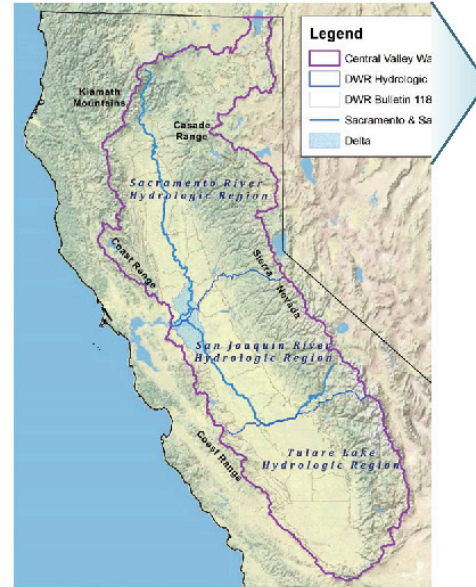 Legend
Central Valley Wa
DWR Hydrologic
DWR Bulletin 118
Sacramento & Sa
Delta
Klamath
Mountains
Casade
Range
Sacramento River
Hydrologic Region
Coast Range
Sierra Nevada
San Joaquin River
Hydrologic Region
Coast Range
Tulare Lake
Hydrologic Region